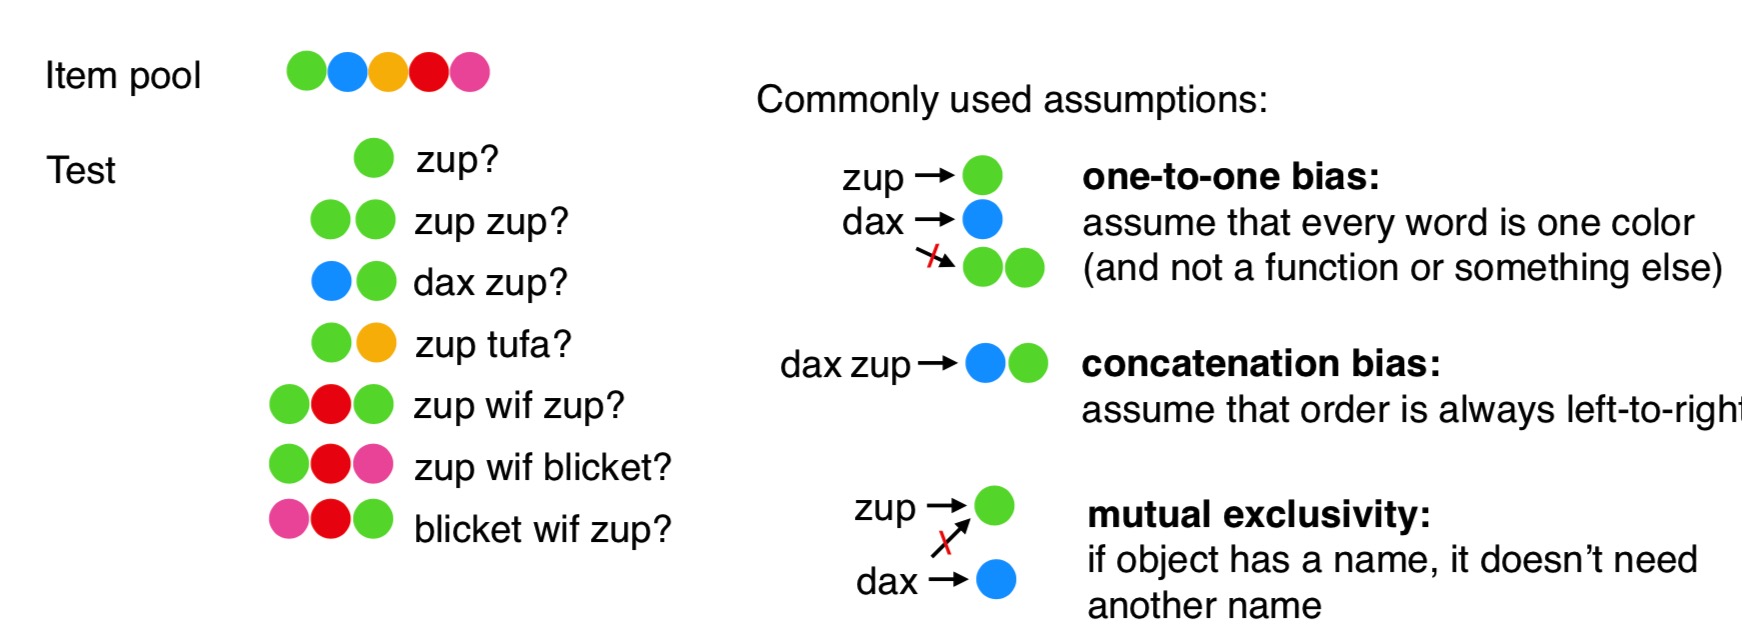 Item pool
Test
zup?
zup zup?
dax zup?
zup tufa?
zup wif zup?
zup wif blicket?
blicket wif zup?
Commonly used assumptions:
zup
dax
one-to-one bias:
assume that every word is one color
(and not a function or something else)
dax zup
concatenation bias:
assume that order is always left-to-right
zup
dax
mutual exclusivity:
if object has a name, it doesn’t need
another name